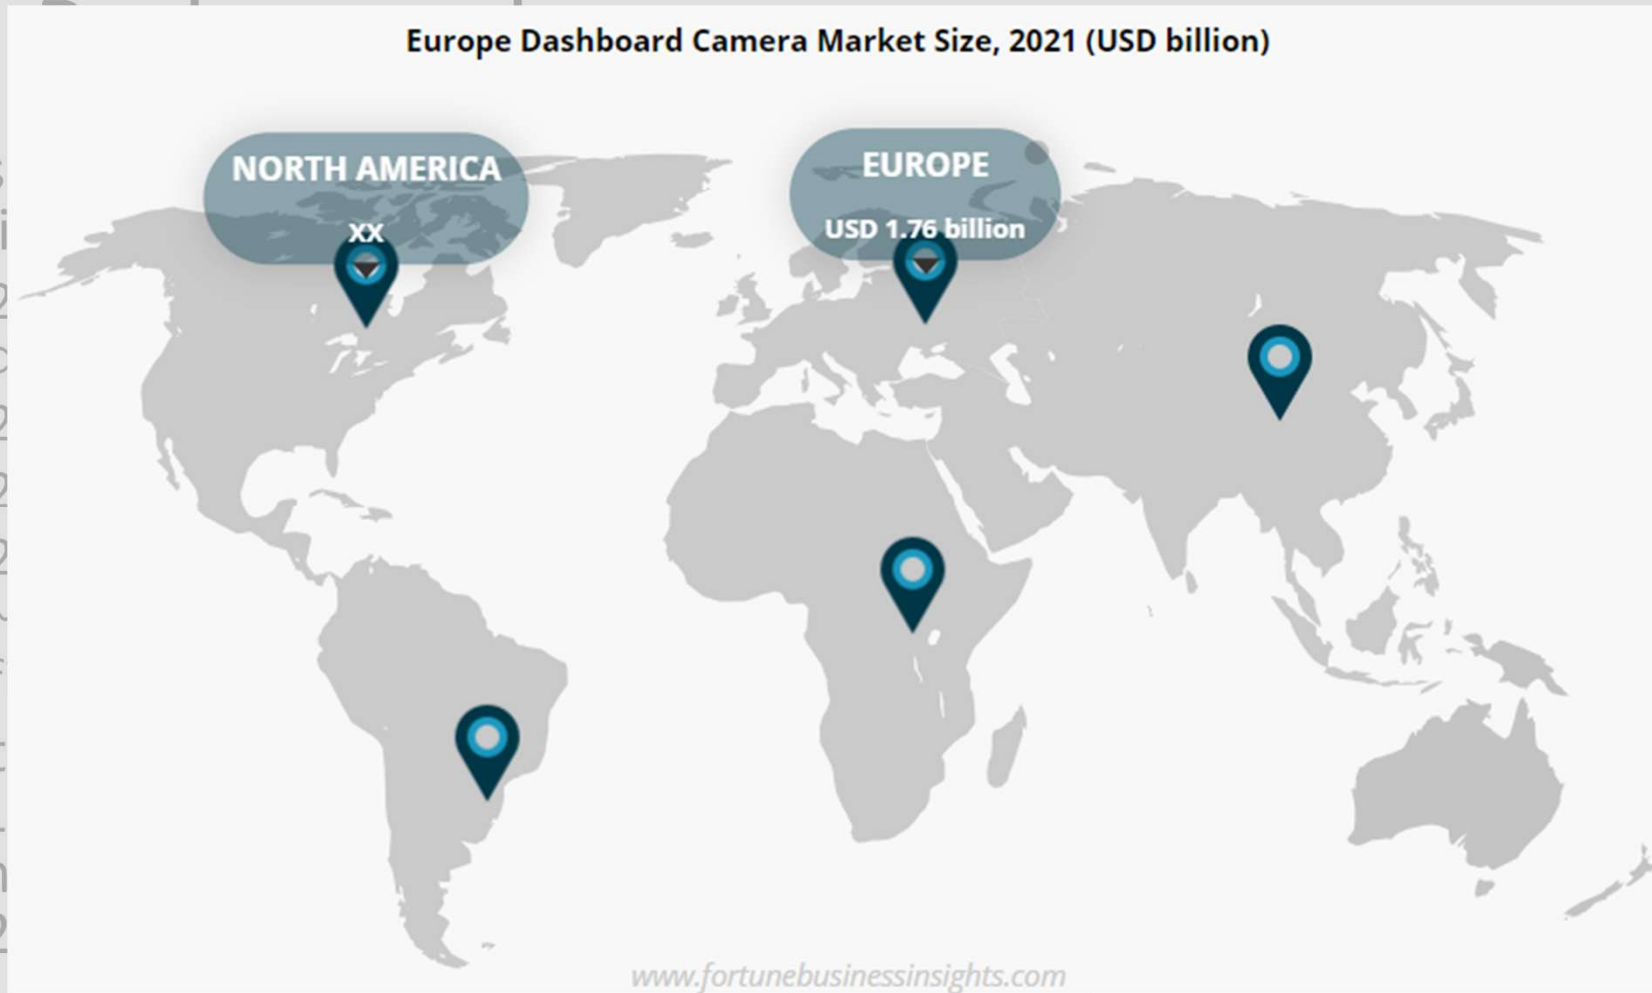 Europe Dashboard Camera Market Size, 2021 (USD billion)
NORTH AMERICA
xx
EUROPE
USD 1.76 billion
www.fortunebusinessinsights.com